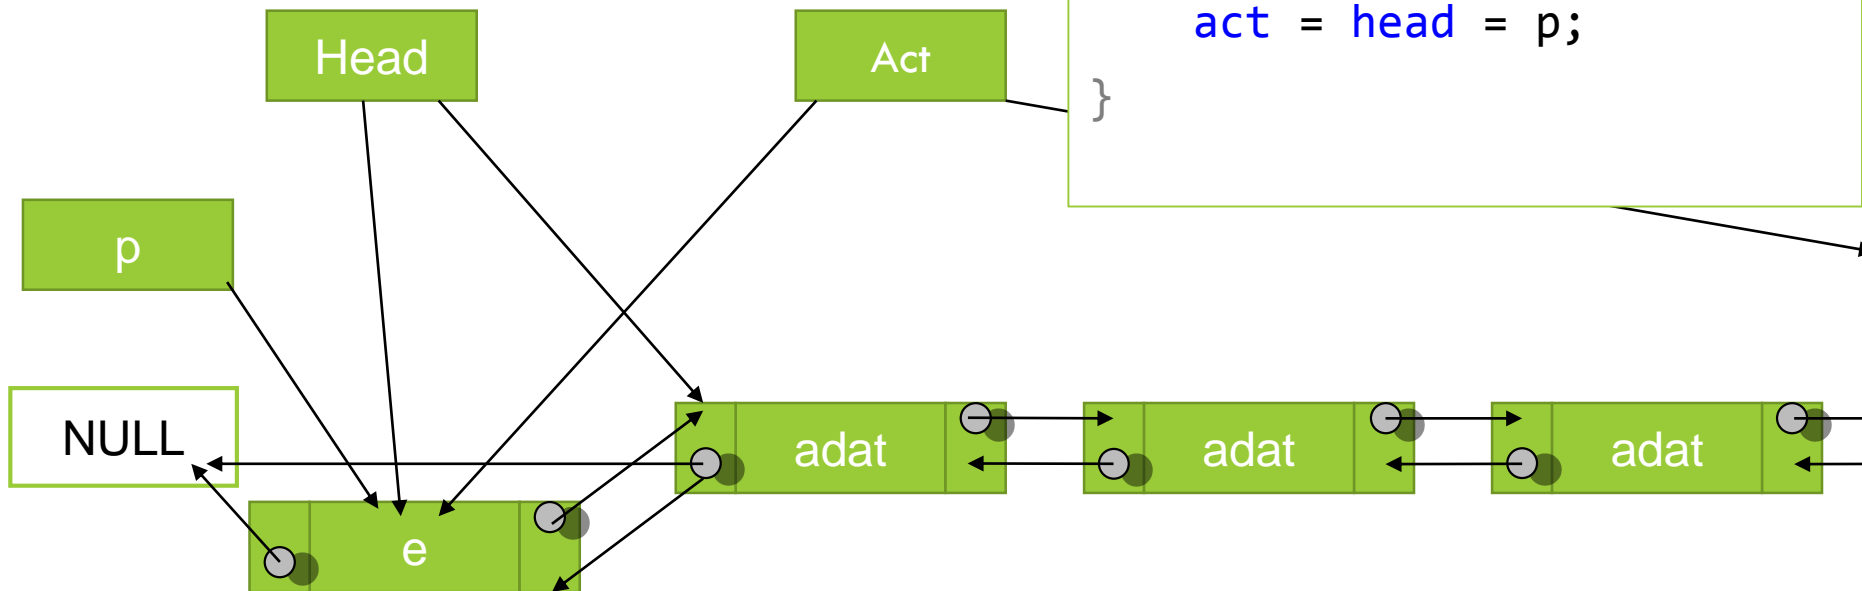 act = head = p;
}
Head
Act
p
NULL
adat
adat
adat
e